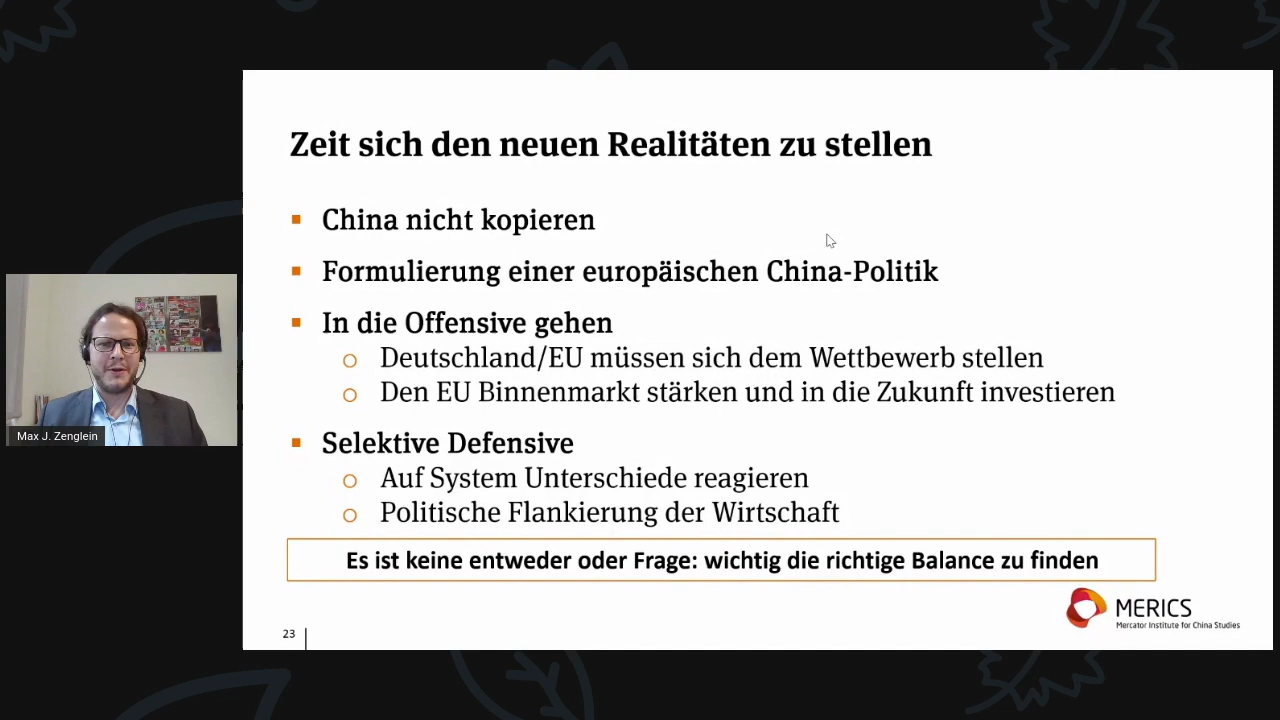 Zeit sich den neuen Realitäten zu stellen
China nicht kopieren
Formulierung einer europäischen China-Politik
In die Offensive gehen
Deutschland/EU müssen sich dem Wettbewerb stellen
Den EU Binnenmarkt stärken und in die Zukunft investieren
Selektive Defensive
Auf System Unterschiede reagieren
Politische Flankierung der Wirtschaft
Es ist keine entweder oder Frage: wichtig die richtige Balance zu finden
MERICS
Mercator Institute for China Studies
23
Max J. Zenglein